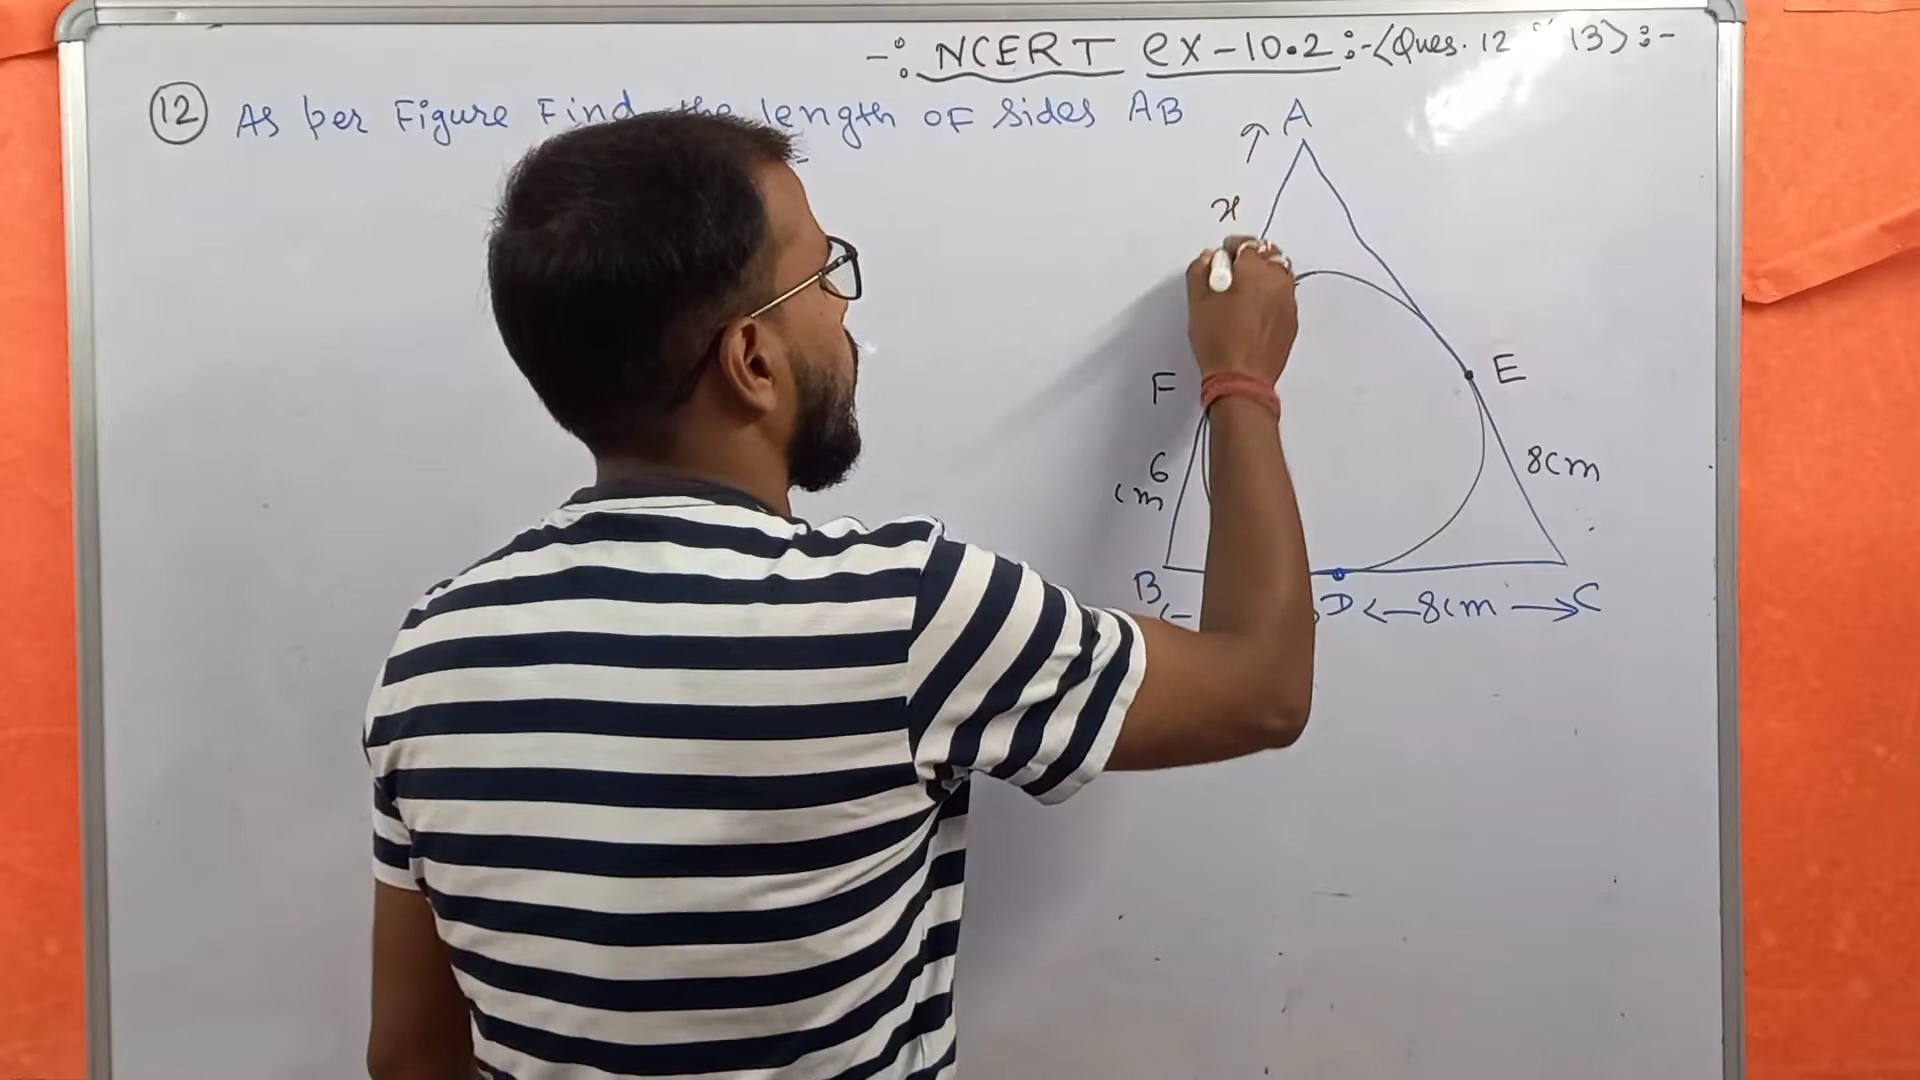 -: NCERT ex-10.2 :-<Ques. 12 13>:-
12 As per Figure Find the length of sides AB
A
x
F
E
6
cm
8cm
B
D
8cm
C